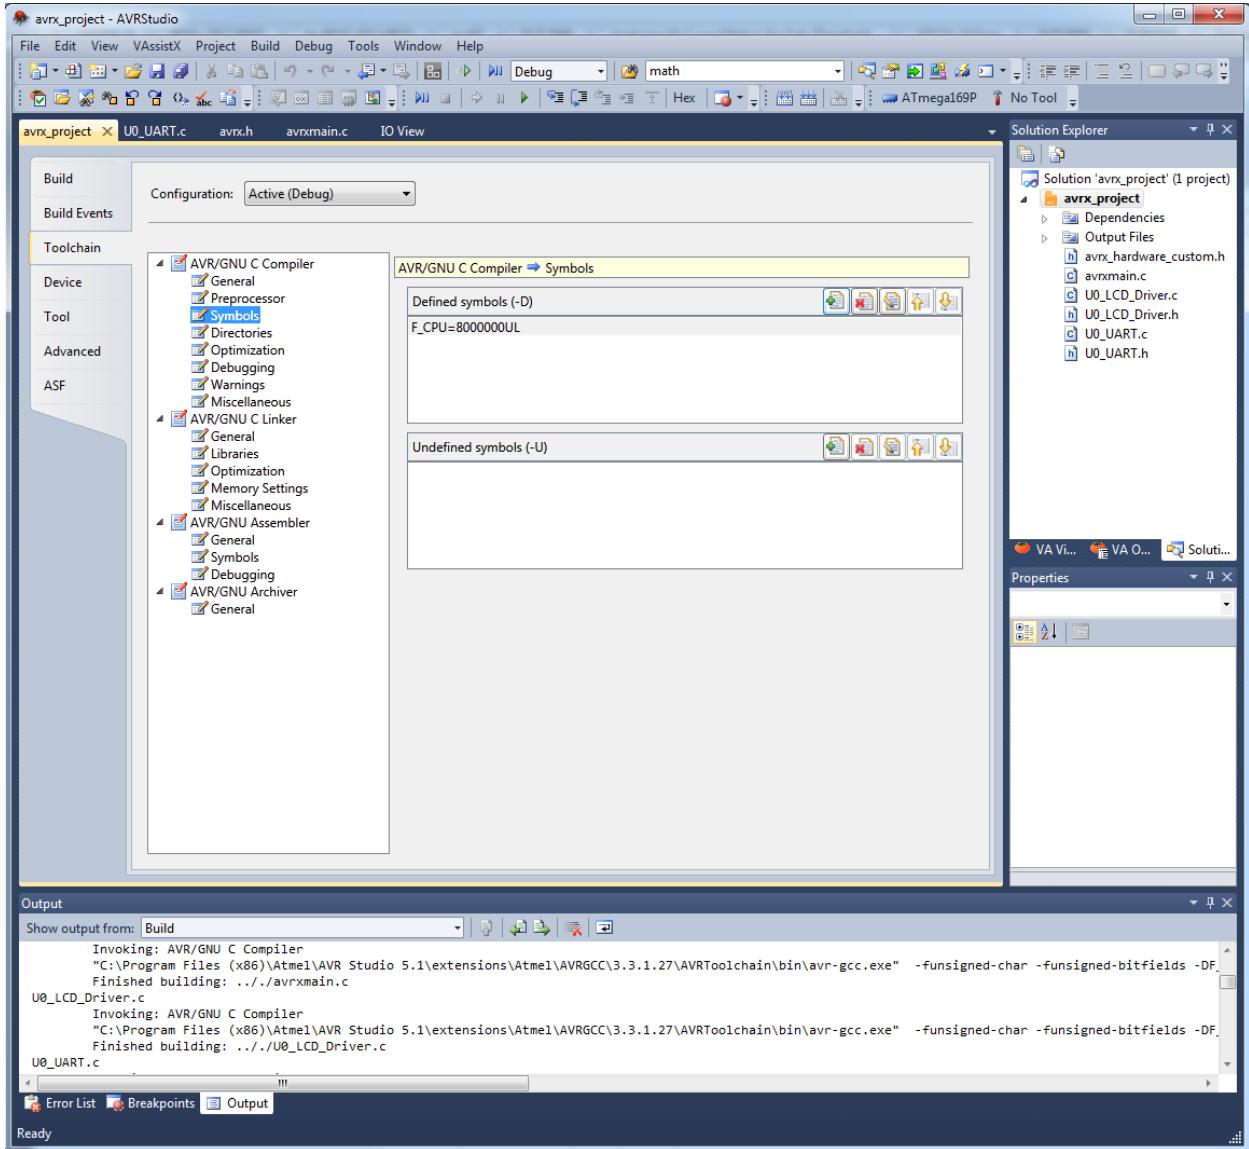 avrx_project - AVRStudio
File Edit View VAssistX Project Build Debug Tools Window Help
Debug math
Hex ATmega169P No Tool
avrx_project U0_UART.c avrx.h avrxmain.c IO View
Build
Build Events
Toolchain
Device
Tool
Advanced
ASF
Configuration: Active (Debug)
AVR/GNU C Compiler
General
Preprocessor
Symbols
Directories
Optimization
Debugging
Warnings
Miscellaneous
AVR/GNU C Linker
General
Libraries
Optimization
Memory Settings
Miscellaneous
AVR/GNU Assembler
General
Symbols
Debugging
AVR/GNU Archiver
General
AVR/GNU C Compiler ➡ Symbols
Defined symbols (-D)
F_CPU=8000000UL
Undefined symbols (-U)
Solution Explorer
Solution 'avrx_project' (1 project)
avrx_project
Dependencies
Output Files
avrx_hardware_custom.h
avrxmain.c
U0_LCD_Driver.c
U0_LCD_Driver.h
U0_UART.c
U0_UART.h
VA Vi... VA O... Soluti...
Properties
Output
Show output from: Build
Invoking: AVR/GNU C Compiler
"C:\Program Files (x86)\Atmel\AVR Studio 5.1\extensions\Atmel\AVRGCC\3.3.1.27\AVRToolchain\bin\avr-gcc.exe" -funsigned-char -funsigned-bitfields -DF_
Finished building: .././avrxmain.c
U0_LCD_Driver.c
Invoking: AVR/GNU C Compiler
"C:\Program Files (x86)\Atmel\AVR Studio 5.1\extensions\Atmel\AVRGCC\3.3.1.27\AVRToolchain\bin\avr-gcc.exe" -funsigned-char -funsigned-bitfields -DF_
Finished building: .././U0_LCD_Driver.c
U0_UART.c
Error List Breakpoints Output
Ready